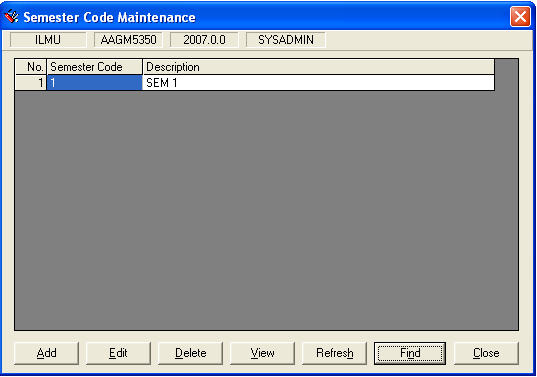 Semester Code Maintenance
ILMU AAGM5350 2007.0.0 SYSADMIN
No. Semester Code Description
1 1 SEM 1
Add Edit Delete View Refresh Find Close